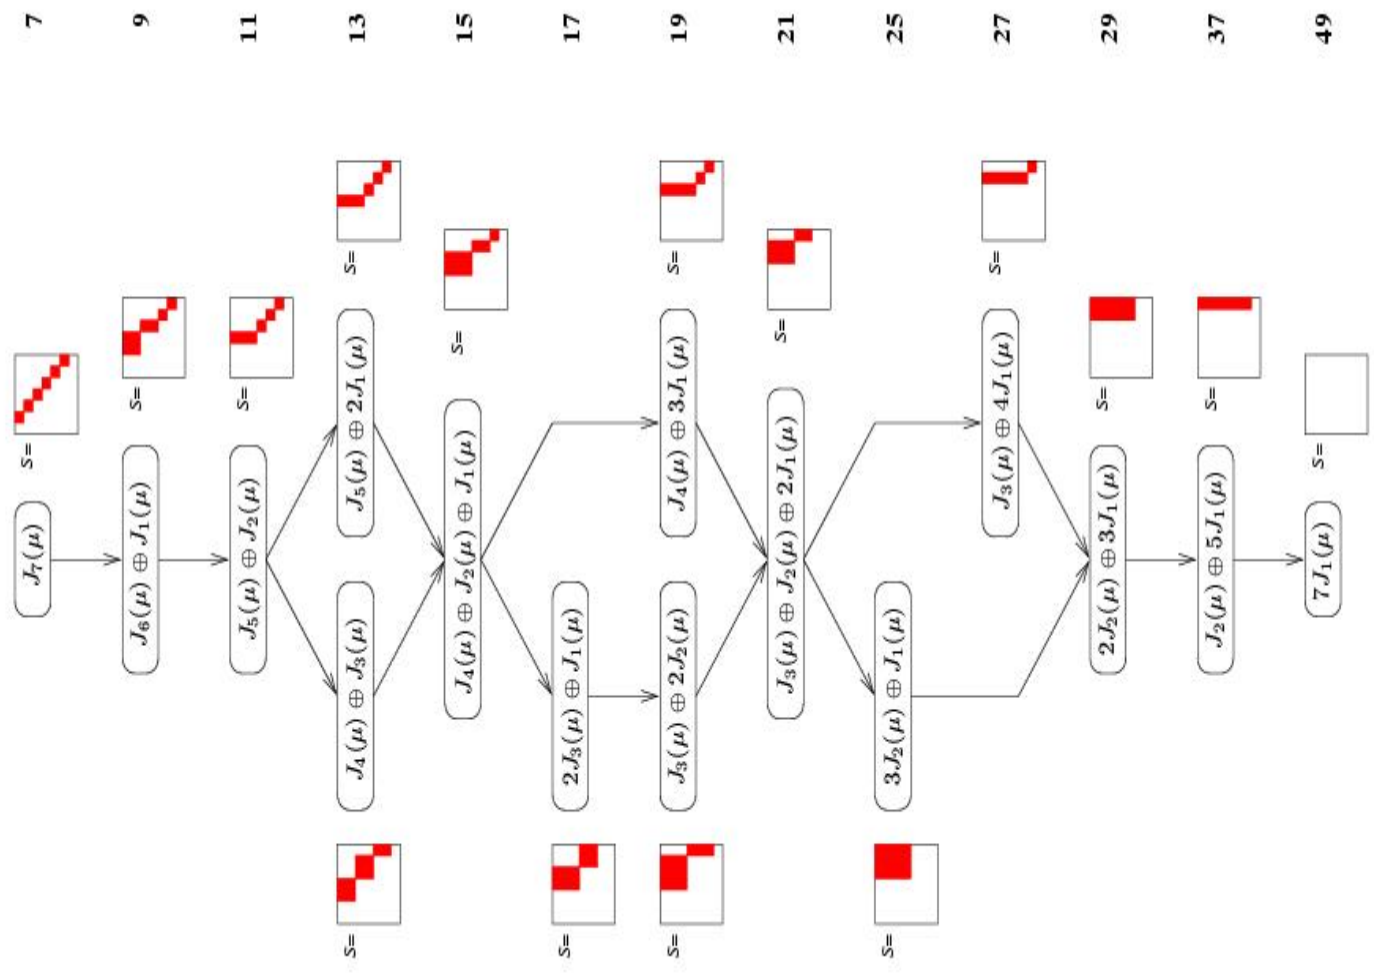 7
S=
J₇(μ)
9
S=
J₆(μ) ⊕ J₁(μ)
11
S=
J₅(μ) ⊕ J₂(μ)
13
S=
J₅(μ) ⊕ 2J₁(μ)
J₄(μ) ⊕ J₃(μ)
S=
15
S=
J₄(μ) ⊕ J₂(μ) ⊕ J₁(μ)
17
2J₃(μ) ⊕ J₁(μ)
S=
19
S=
J₄(μ) ⊕ 3J₁(μ)
J₃(μ) ⊕ 2J₂(μ)
S=
21
S=
J₃(μ) ⊕ J₂(μ) ⊕ 2J₁(μ)
25
3J₂(μ) ⊕ J₁(μ)
S=
27
S=
J₃(μ) ⊕ 4J₁(μ)
29
S=
2J₂(μ) ⊕ 3J₁(μ)
37
S=
J₂(μ) ⊕ 5J₁(μ)
49
S=
7J₁(μ)